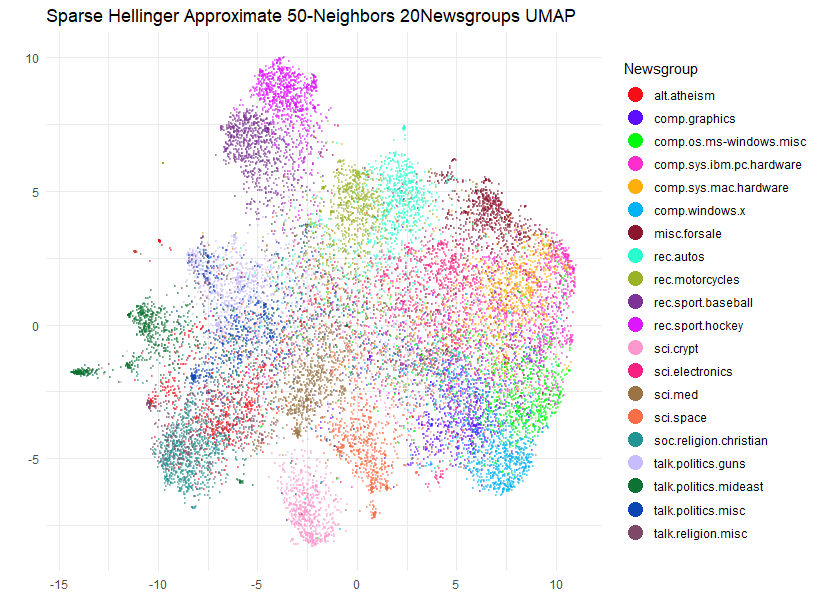 Sparse Hellinger Approximate 50-Neighbors 20Newsgroups UMAP
10
5
0
-5
-15
-10
-5
0
5
10
Newsgroup
alt.atheism
comp.graphics
comp.os.ms-windows.misc
comp.sys.ibm.pc.hardware
comp.sys.mac.hardware
comp.windows.x
misc.forsale
rec.autos
rec.motorcycles
rec.sport.baseball
rec.sport.hockey
sci.crypt
sci.electronics
sci.med
sci.space
soc.religion.christian
talk.politics.guns
talk.politics.mideast
talk.politics.misc
talk.religion.misc